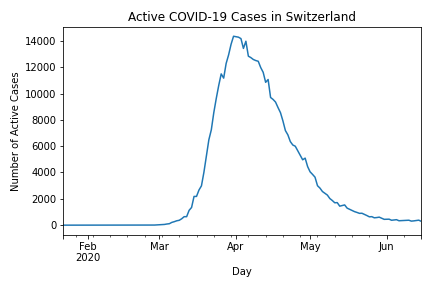 Active COVID-19 Cases in Switzerland
Number of Active Cases
14000
12000
10000
8000
6000
4000
2000
0
Feb
2020
Mar
Apr
May
Jun
Day